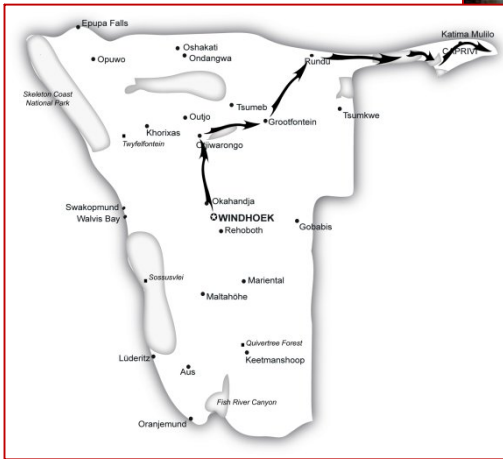 Epupa Falls
Katima Mulilo
Oshakati
Ondangwa
CAPRIVI
Opuwo
Rundu
Skeleton Coast
National Park
Tsumeb
Tsumkwe
Outjo
Grootfontein
Khorixas
Twyfelfontein
Otjiwarongo
Okahandja
Swakopmund
WINDHOEK
Walvis Bay
Gobabis
Rehoboth
Sossusvlei
Mariental
Maltahöhe
Quivertree Forest
Lüderitz
Keetmanshoop
Aus
Fish River Canyon
Oranjemund